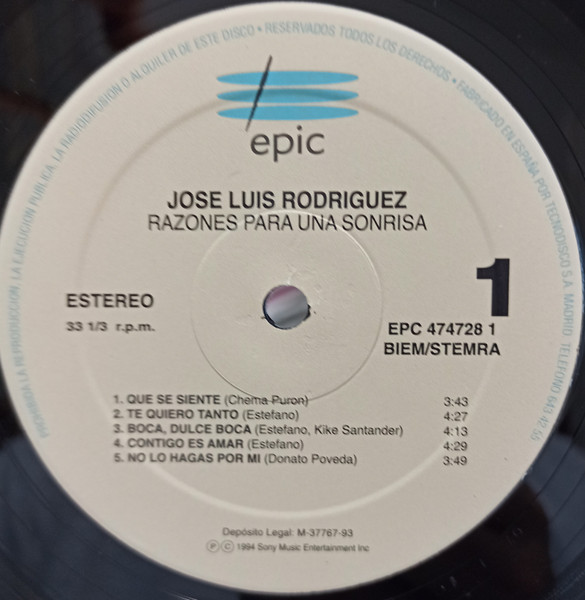 PROHIBIDA LA REPRODUCCION, LA EJECUCION PUBLICA, LA RADIODIFUSION O ALQUILER DE ESTE DISCO • RESERVADOS TODOS LOS DERECHOS • FABRICADO EN ESPAÑA POR TECNODISCO S.A. MADRID. TELEFONO 643 42 55
epic
JOSE LUIS RODRIGUEZ
RAZONES PARA UNA SONRISA
1
ESTEREO
33 1/3 r.p.m.
EPC 474728 1
BIEM/STEMRA
1. QUE SE SIENTE (Chema Puron) 3:43
2. TE QUIERO TANTO (Estefano) 4:27
3. BOCA, DULCE BOCA (Estefano, Kike Santander) 4:13
4. CONTIGO ES AMAR (Estefano) 4:29
5. NO LO HAGAS POR MI (Donato Poveda) 3:49
Depósito Legal: M-37767-93
Ⓟ Ⓒ 1994 Sony Music Entertainment Inc